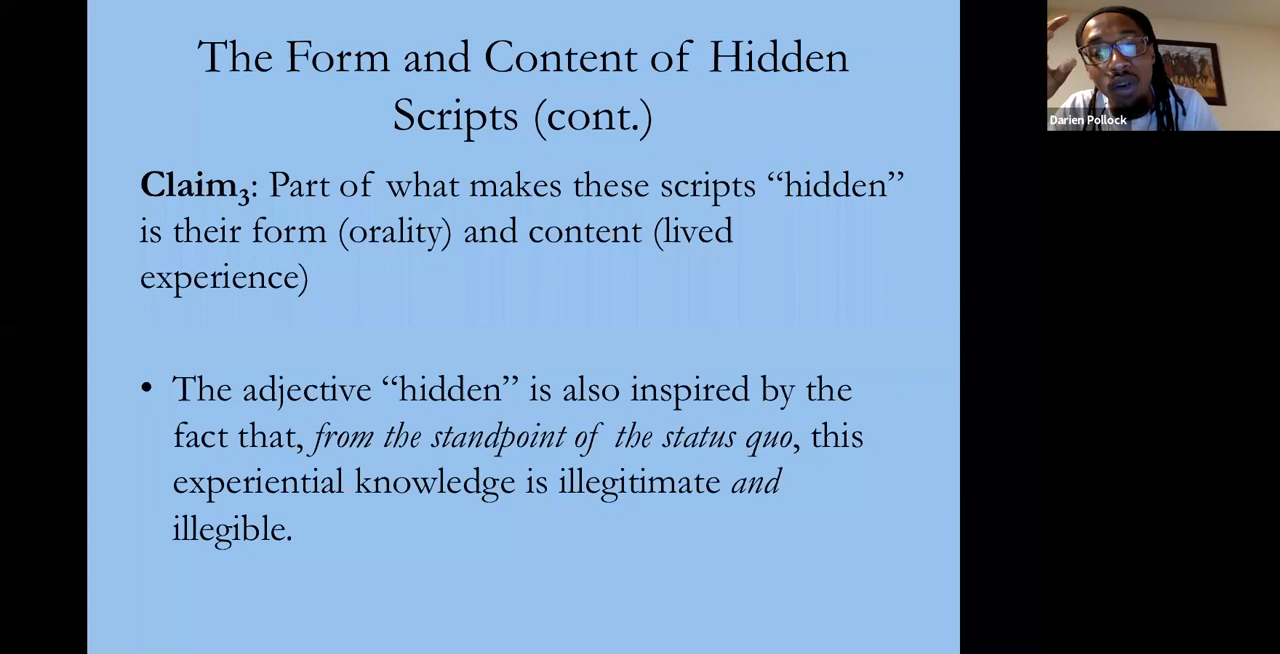 The Form and Content of Hidden
Scripts (cont.)
Claim₃: Part of what makes these scripts “hidden”
is their form (orality) and content (lived
experience)
• The adjective “hidden” is also inspired by the
fact that, from the standpoint of the status quo, this
experiential knowledge is illegitimate and
illegible.
Darien Pollock